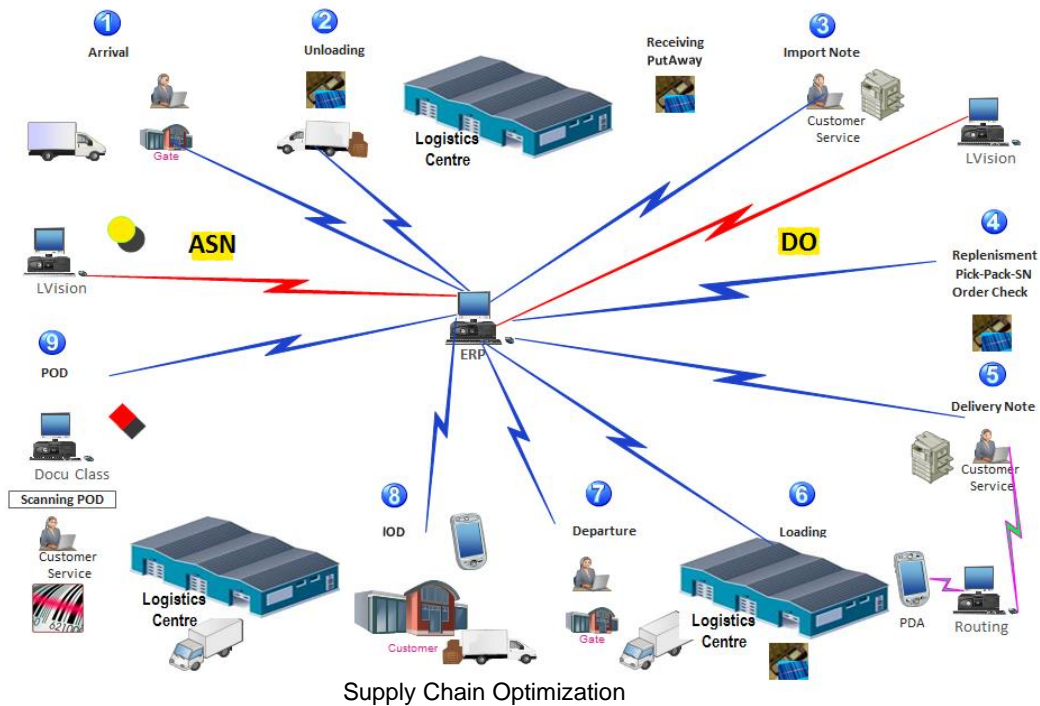 1
Arrival
Gate
2
Unloading
Logistics
Centre
Receiving
PutAway
3
Import Note
Customer
Service
LVision
ASN
LVision
DO
4
Replenisment
Pick-Pack-SN
Order Check
ERP
9
POD
Docu Class
Scanning POD
Customer
Service
5
Delivery Note
Customer
Service
Routing
PDA
8
IOD
Customer
7
Departure
Gate
6
Loading
Logistics
Centre
Logistics
Centre
Supply Chain Optimization